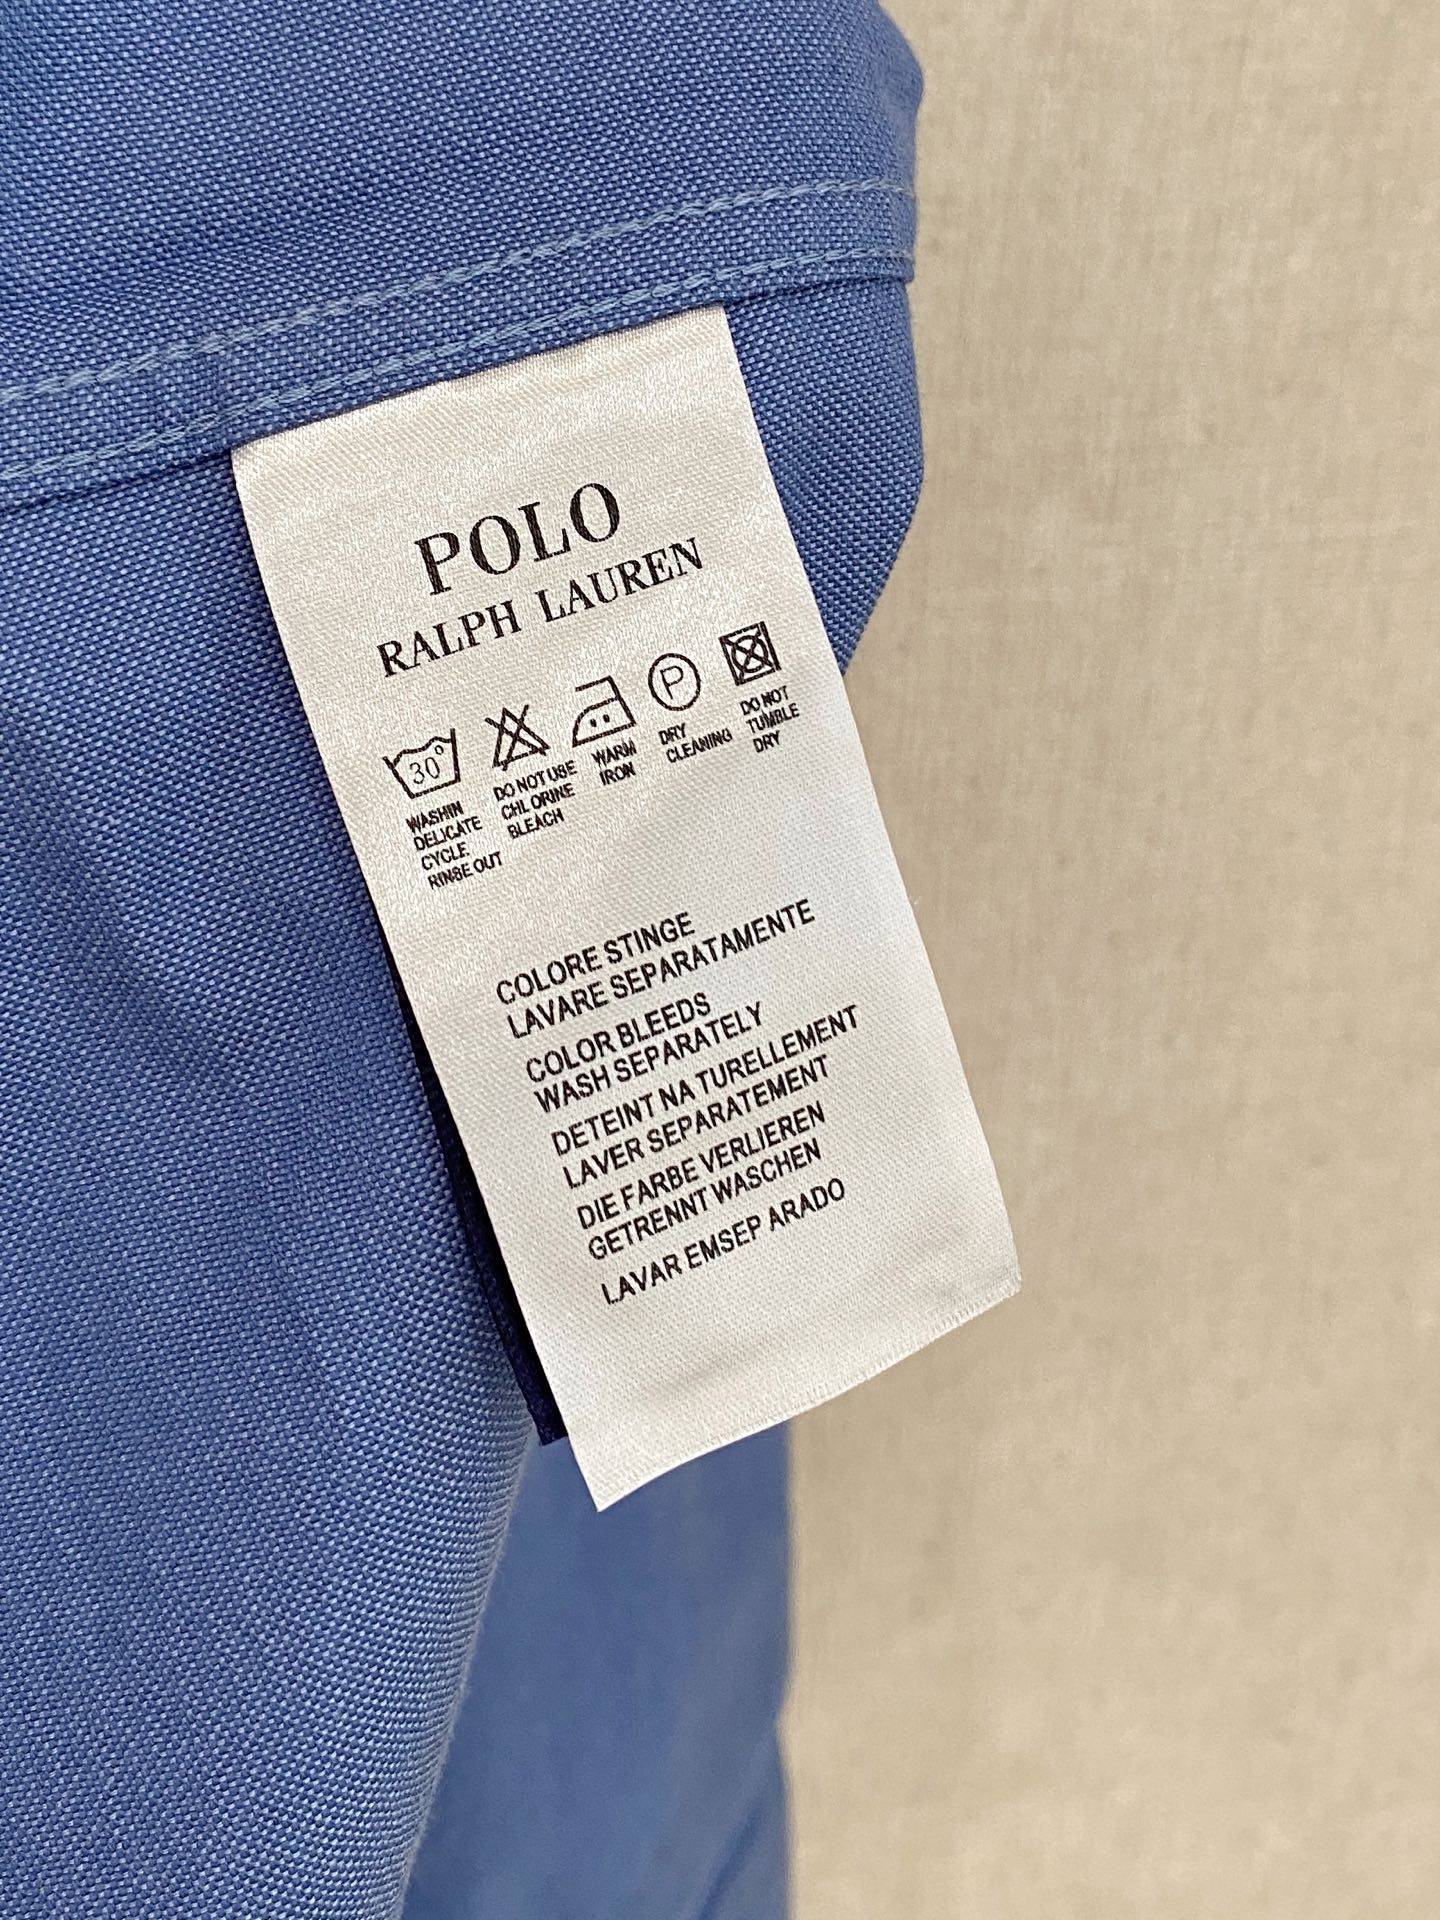 POLO
RALPH LAUREN
30°
P
WASHIN
DELICATE
CYCLE.
RINSE OUT
DO NOT USE
CHLORINE
BLEACH
WARM
IRON
DRY
CLEANING
DO NOT
TUMBLE
DRY
COLORE STINGE
LAVARE SEPARATAMENTE
COLOR BLEEDS
WASH SEPARATELY
DETEINT NA TURELLEMENT
LAVER SEPARATEMENT
DIE FARBE VERLIEREN
GETRENNT WASCHEN
LAVAR EMSEP ARADO